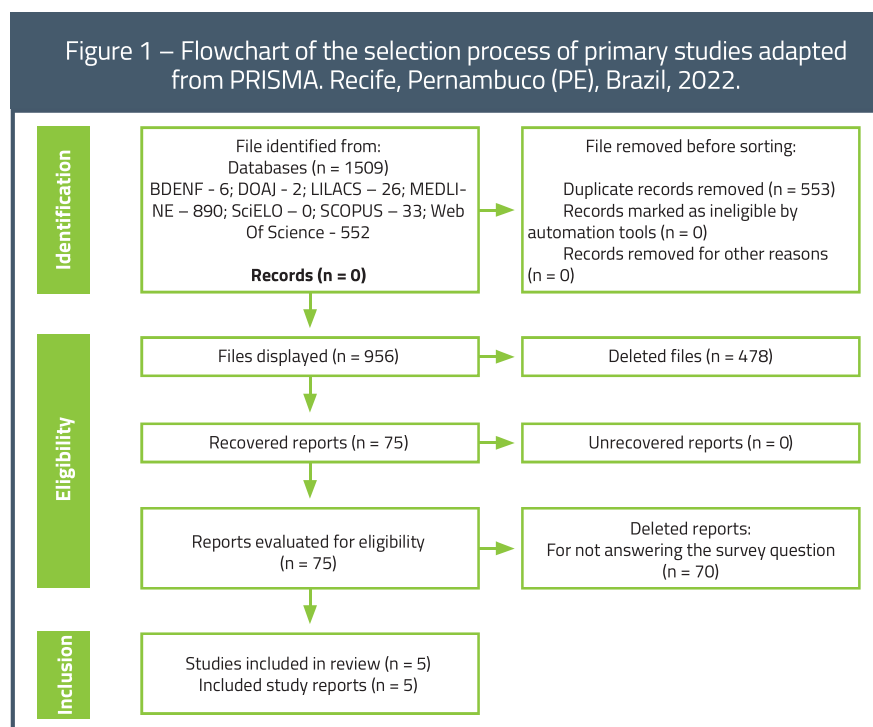 Figure 1 – Flowchart of the selection process of primary studies adapted
from PRISMA. Recife, Pernambuco (PE), Brazil, 2022.
Identification
File identified from:
Databases (n = 1509)
BDENF - 6; DOAJ - 2; LILACS – 26; MEDLI-
NE – 890; SciELO – 0; SCOPUS – 33; Web
Of Science - 552
Records (n = 0)
File removed before sorting:
Duplicate records removed (n = 553)
Records marked as ineligible by
automation tools (n = 0)
Records removed for other reasons
(n = 0)
Eligibility
Files displayed (n = 956)
Deleted files (n = 478)
Recovered reports (n = 75)
Unrecovered reports (n = 0)
Reports evaluated for eligibility
(n = 75)
Deleted reports:
For not answering the survey question
(n = 70)
Inclusion
Studies included in review (n = 5)
Included study reports (n = 5)